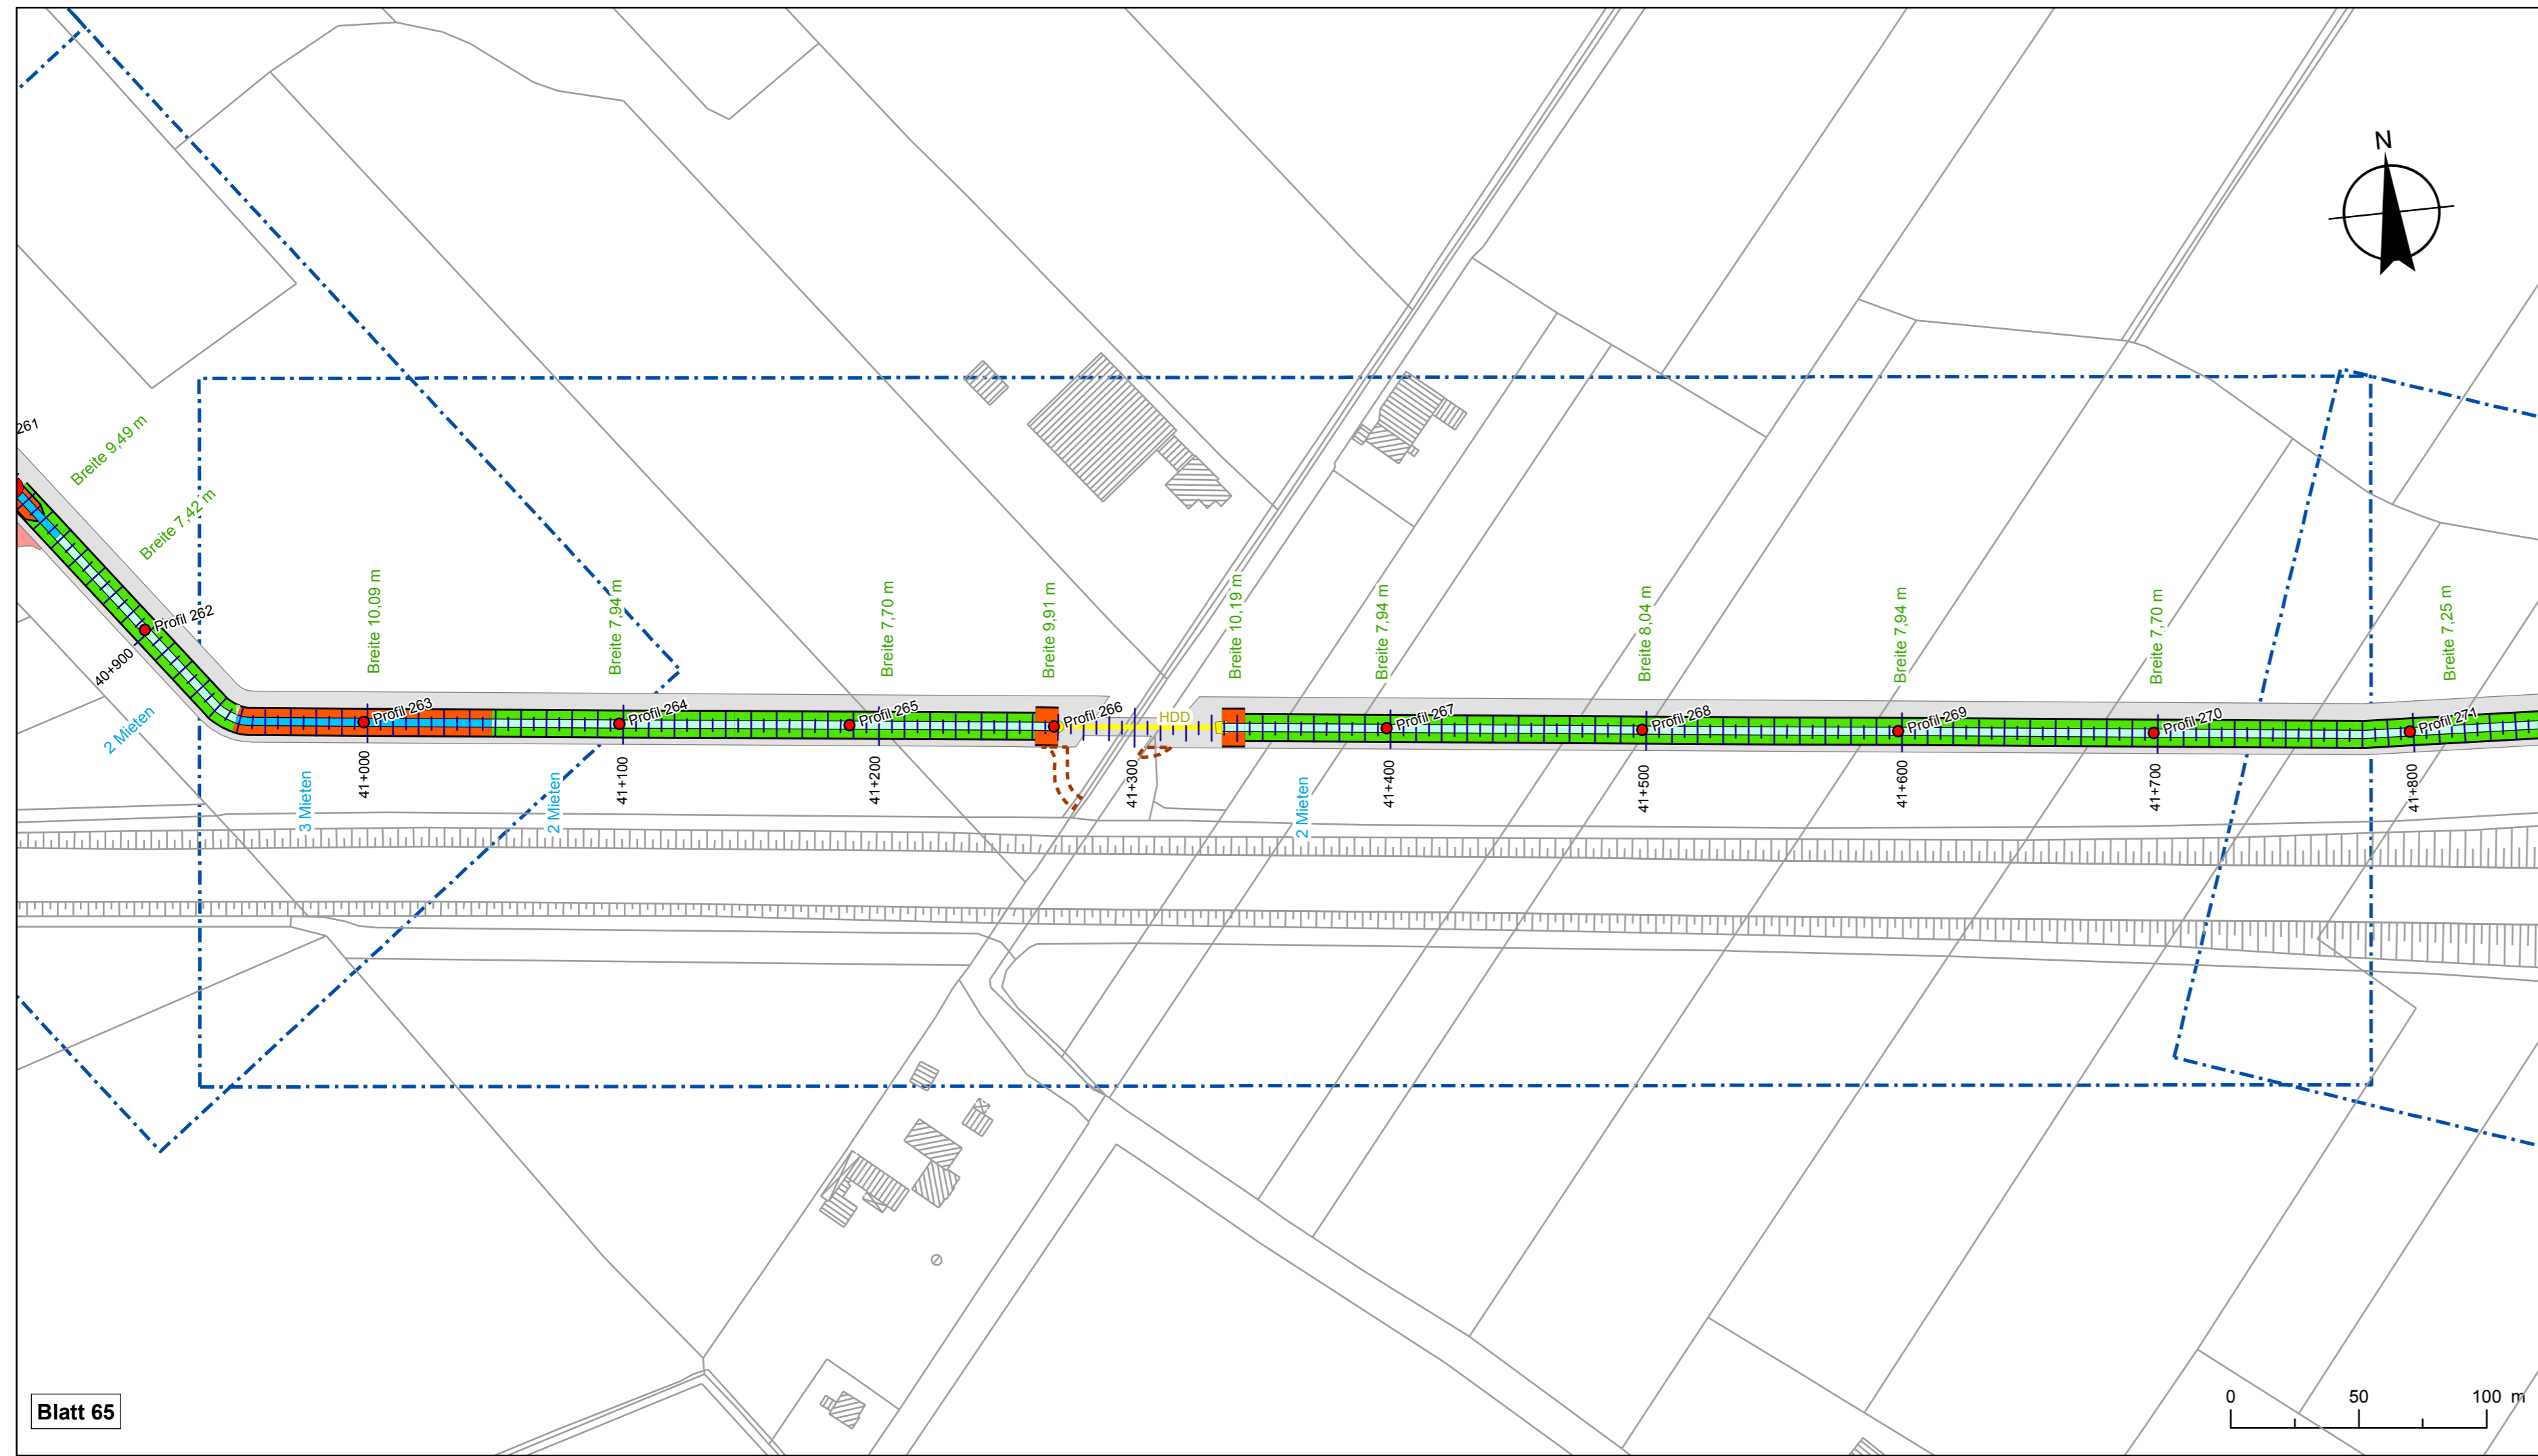 N
261
Breite 9,49 m
Breite 7,42 m
Breite 10,09 m
Breite 7,94 m
Breite 7,70 m
Breite 9,91 m
Breite 10,19 m
Breite 7,94 m
Breite 8,04 m
Breite 7,94 m
Breite 7,70 m
Breite 7,25 m
Profil 262
Profil 263
Profil 264
Profil 265
Profil 266
HDD
Profil 267
Profil 268
Profil 269
Profil 270
Profil 271
40+900
41+000
41+100
41+200
41+300
41+400
41+500
41+600
41+700
41+800
2 Mieten
3 Mieten
2 Mieten
2 Mieten
Blatt 65
0 50 100 m